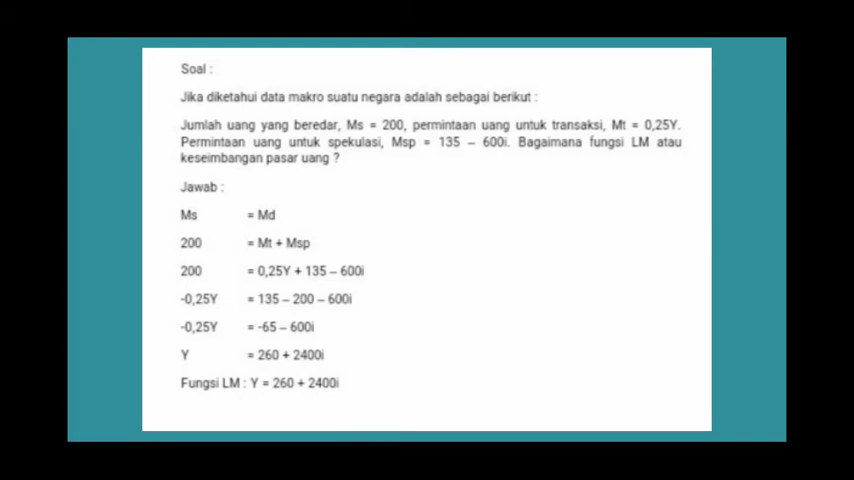 Soal :
Jika diketahui data makro suatu negara adalah sebagai berikut :
Jumlah uang yang beredar, Ms = 200, permintaan uang untuk transaksi, Mt = 0,25Y.
Permintaan uang untuk spekulasi, Msp = 135 – 600i. Bagaimana fungsi LM atau
keseimbangan pasar uang ?
Jawab :
Ms = Md
200 = Mt + Msp
200 = 0,25Y + 135 – 600i
-0,25Y = 135 – 200 – 600i
-0,25Y = -65 – 600i
Y = 260 + 2400i
Fungsi LM : Y = 260 + 2400i